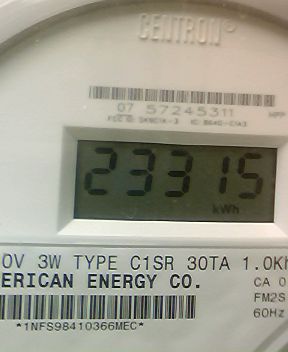 CENTRON®
07 57245311
23315
kWh
0V 3W TYPE C1SR 30TA 1.0Kh
ERICAN ENERGY CO.
CA 0
FM2S
60Hz
*1NFS98410366MEC*